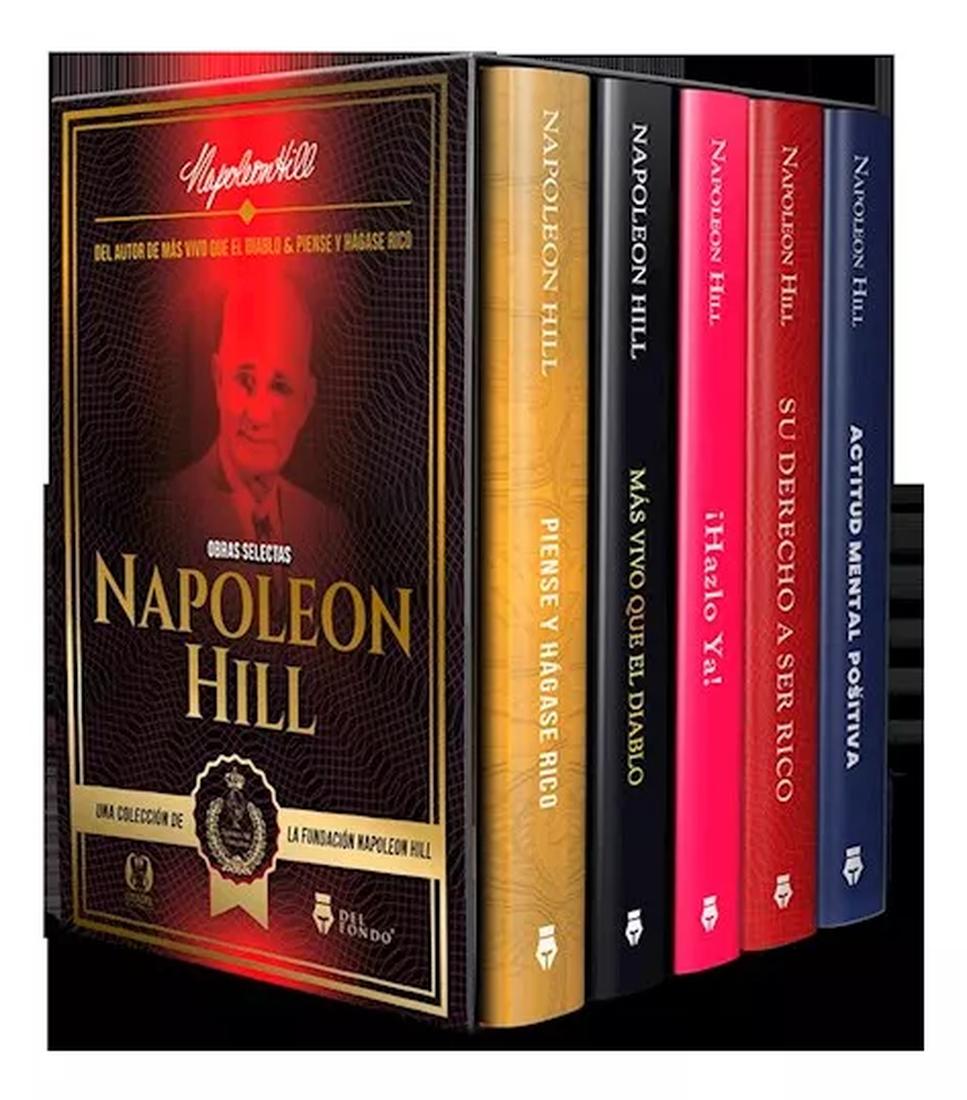 Napoleon Hill
DEL AUTOR DE MÁS VIVO QUE EL DIABLO & PIENSE Y HÁGASE RICO
OBRAS SELECTAS
NAPOLEON
HILL
UNA COLECCIÓN DE
LA FUNDACIÓN NAPOLEON HILL
DEL
FONDO®
NAPOLEON HILL
PIENSE Y HÁGASE RICO
NAPOLEON HILL
MÁS VIVO QUE EL DIABLO
NAPOLEON HILL
¡Hazlo Ya!
NAPOLEON HILL
SU DERECHO A SER RICO
NAPOLEON HILL
ACTITUD MENTAL POSITIVA